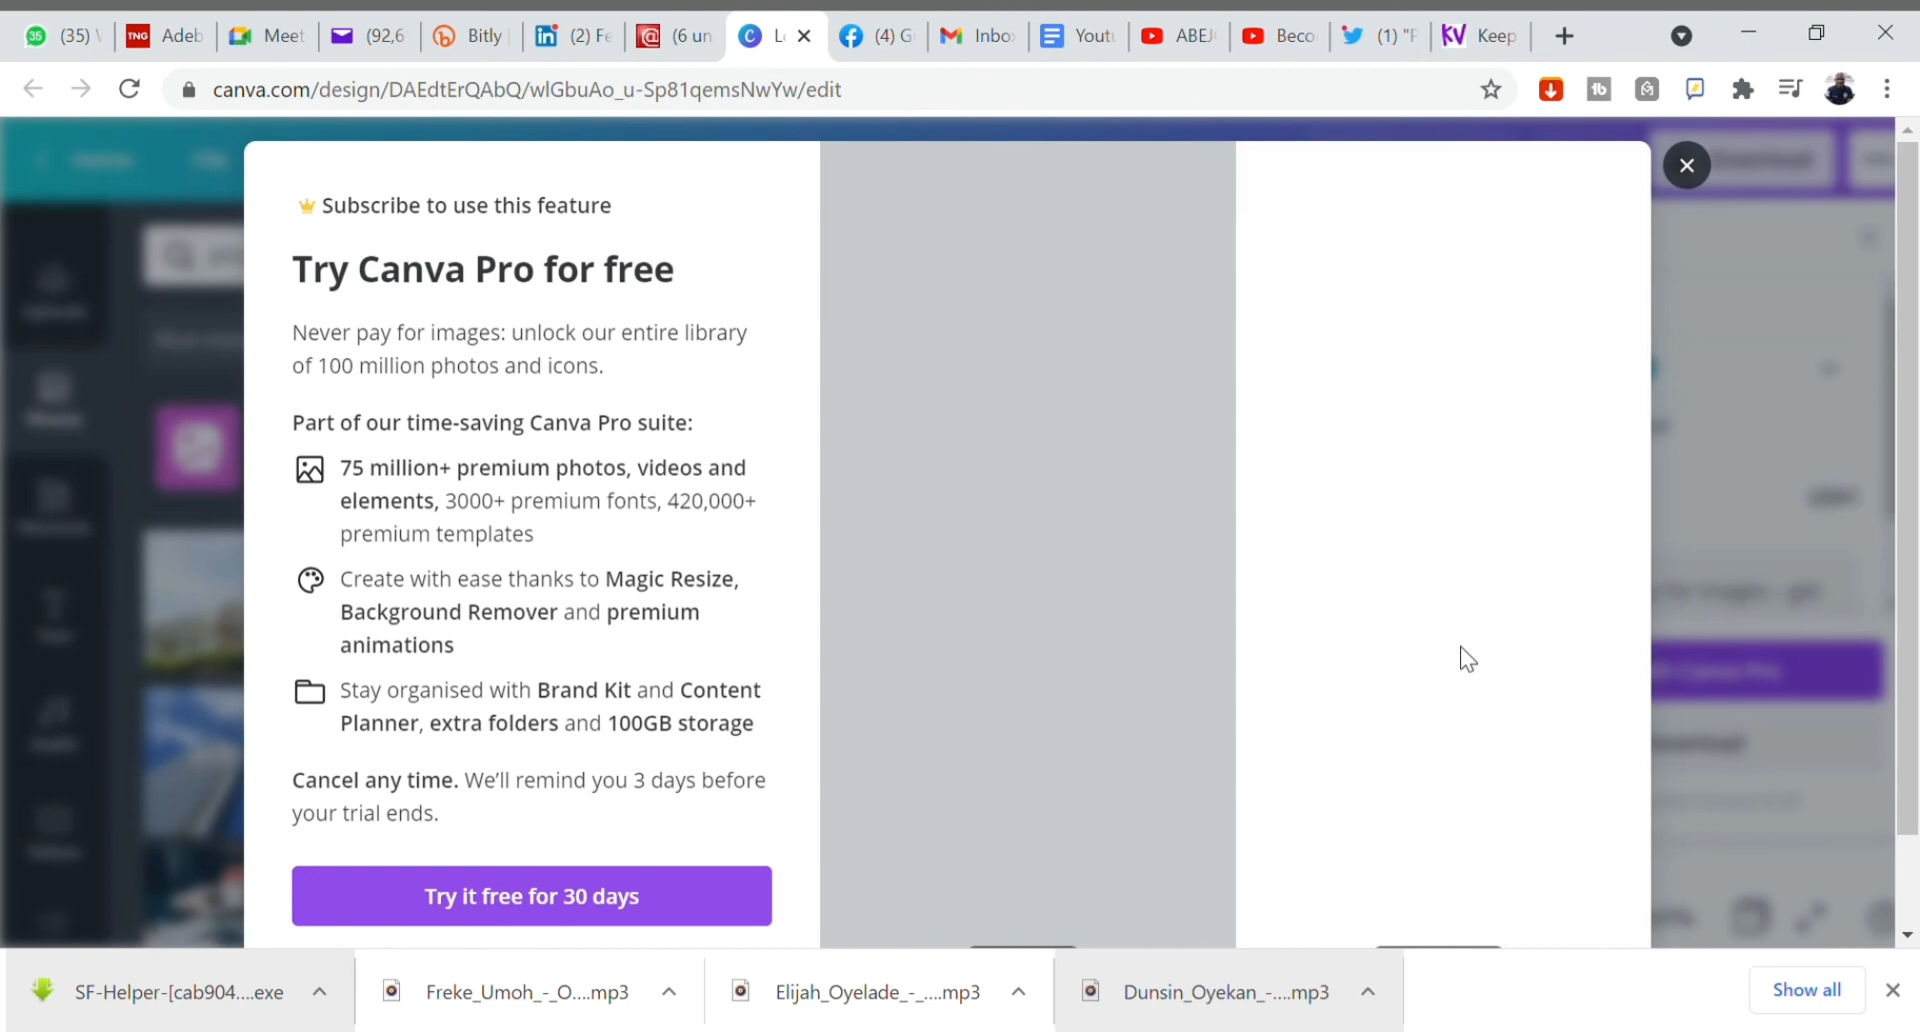 35 (35) TNG Adeb Meet (92,6 Bitly (2) Fe (6 un C (4) G Inbo Yout ABEJ Beco (1) "F KV Keep
canva.com/design/DAEdtErQAbQ/wlGbuAo_u-Sp81qemsNwYw/edit
Subscribe to use this feature
Try Canva Pro for free
Never pay for images: unlock our entire library
of 100 million photos and icons.
Part of our time-saving Canva Pro suite:
75 million+ premium photos, videos and
elements, 3000+ premium fonts, 420,000+
premium templates
Create with ease thanks to Magic Resize,
Background Remover and premium
animations
Stay organised with Brand Kit and Content
Planner, extra folders and 100GB storage
Cancel any time. We'll remind you 3 days before
your trial ends.
Try it free for 30 days
SF-Helper-[cab904....exe Freke_Umoh_-_O....mp3 Elijah_Oyelade_-_....mp3 Dunsin_Oyekan_-....mp3 Show all